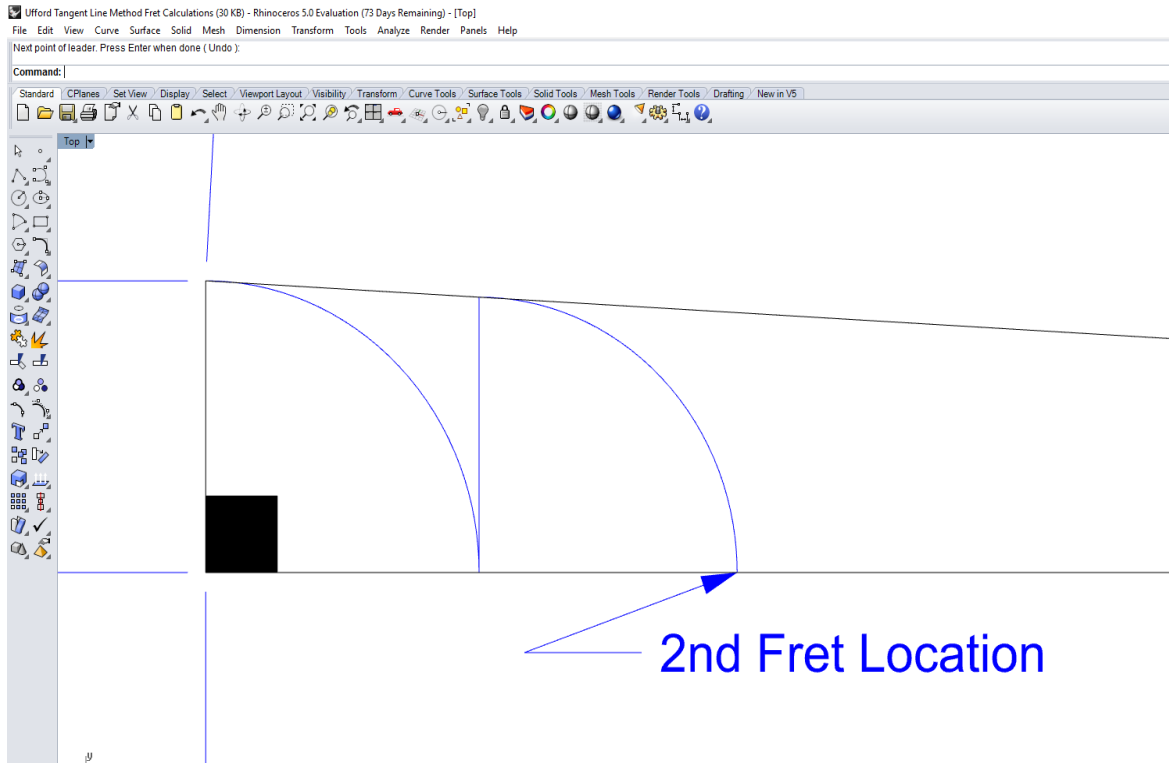 Ufford Tangent Line Method Fret Calculations (30 KB) - Rhinoceros 5.0 Evaluation (73 Days Remaining) - [Top]
File Edit View Curve Surface Solid Mesh Dimension Transform Tools Analyze Render Panels Help
Next point of leader. Press Enter when done ( Undo ):
Command:
Standard CPlanes Set View Display Select Viewport Layout Visibility Transform Curve Tools Surface Tools Solid Tools Mesh Tools Render Tools Drafting New in V5
Top
2nd Fret Location
y